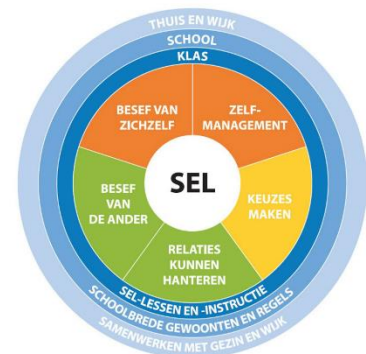 THUIS EN WIJK
SCHOOL
KLAS
BESEF VAN
ZICHZELF
ZELF-
MANAGEMENT
SEL
BESEF
VAN
DE ANDER
KEUZES
MAKEN
RELATIES
KUNNEN
HANTEREN
SEL-LESSEN EN -INSTRUCTIE
SCHOOLBREDE GEWOONTEN EN REGELS
SAMENWERKEN MET GEZIN EN WIJK